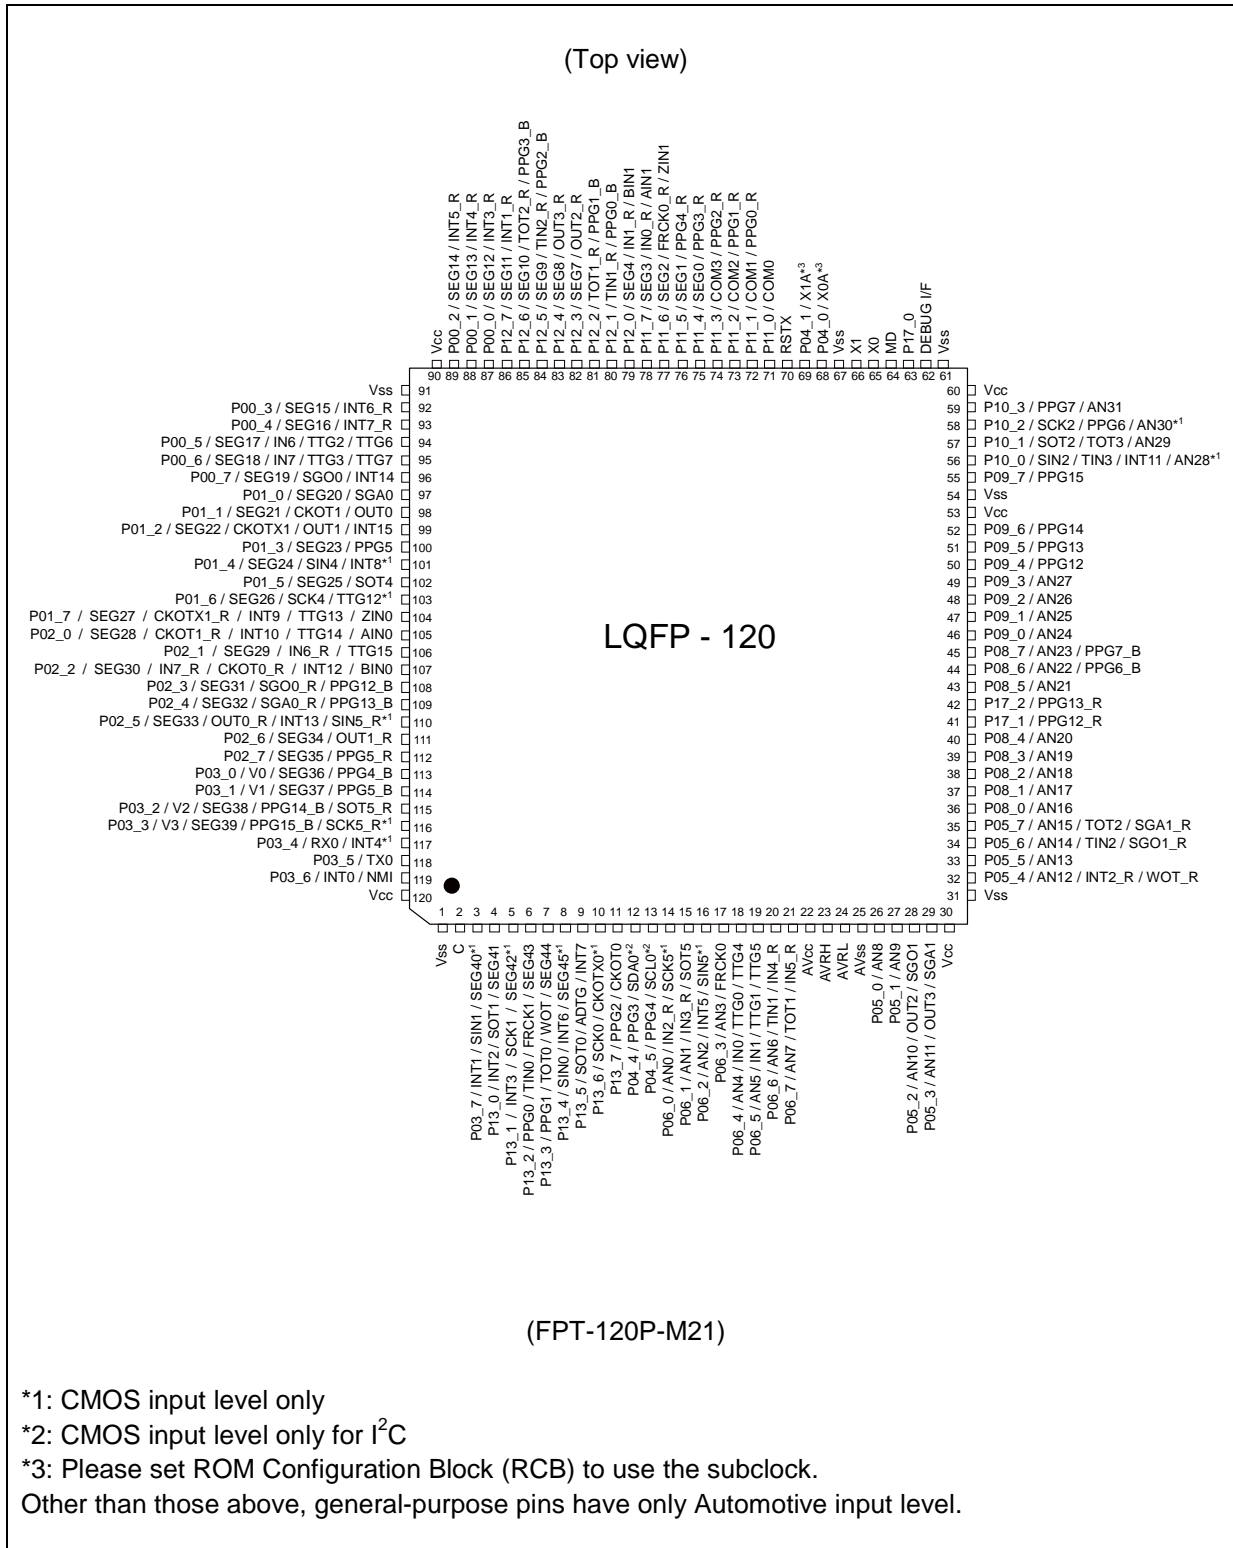 (Top view)
Vcc
P00_2 / SEG14 / INT5_R
P00_1 / SEG13 / INT4_R
P00_0 / SEG12 / INT3_R
P12_7 / SEG11 / INT1_R
P12_6 / SEG10 / TOT2_R / PPG3_B
P12_5 / SEG9 / TIN2_R / PPG2_B
P12_4 / SEG8 / OUT3_R
P12_3 / SEG7 / OUT2_R
P12_2 / TOT1_R / PPG1_B
P12_1 / TIN1_R / PPG0_B
P12_0 / SEG4 / IN1_R / BIN1
P11_7 / SEG3 / IN0_R / AIN1
P11_6 / SEG2 / FRCK0_R / ZIN1
P11_5 / SEG1 / PPG4_R
P11_4 / SEG0 / PPG3_R
P11_3 / COM3 / PPG2_R
P11_2 / COM2 / PPG1_R
P11_1 / COM1 / PPG0_R
P11_0 / COM0
RSTX
P04_1 / X1A*3
P04_0 / X0A*3
Vss
X1
X0
MD
P17_0
DEBUG I/F
Vss
90 89 88 87 86 85 84 83 82 81 80 79 78 77 76 75 74 73 72 71 70 69 68 67 66 65 64 63 62 61
Vss 91
P00_3 / SEG15 / INT6_R 92
P00_4 / SEG16 / INT7_R 93
P00_5 / SEG17 / IN6 / TTG2 / TTG6 94
P00_6 / SEG18 / IN7 / TTG3 / TTG7 95
P00_7 / SEG19 / SGO0 / INT14 96
P01_0 / SEG20 / SGA0 97
P01_1 / SEG21 / CKOT1 / OUT0 98
P01_2 / SEG22 / CKOTX1 / OUT1 / INT15 99
P01_3 / SEG23 / PPG5 100
P01_4 / SEG24 / SIN4 / INT8*1 101
P01_5 / SEG25 / SOT4 102
P01_6 / SEG26 / SCK4 / TTG12*1 103
P01_7 / SEG27 / CKOTX1_R / INT9 / TTG13 / ZIN0 104
P02_0 / SEG28 / CKOT1_R / INT10 / TTG14 / AIN0 105
P02_1 / SEG29 / IN6_R / TTG15 106
P02_2 / SEG30 / IN7_R / CKOT0_R / INT12 / BIN0 107
P02_3 / SEG31 / SGO0_R / PPG12_B 108
P02_4 / SEG32 / SGA0_R / PPG13_B 109
P02_5 / SEG33 / OUT0_R / INT13 / SIN5_R*1 110
P02_6 / SEG34 / OUT1_R 111
P02_7 / SEG35 / PPG5_R 112
P03_0 / V0 / SEG36 / PPG4_B 113
P03_1 / V1 / SEG37 / PPG5_B 114
P03_2 / V2 / SEG38 / PPG14_B / SOT5_R 115
P03_3 / V3 / SEG39 / PPG15_B / SCK5_R*1 116
P03_4 / RX0 / INT4*1 117
P03_5 / TX0 118
P03_6 / INT0 / NMI 119
Vcc 120
LQFP - 120
60 Vcc
59 P10_3 / PPG7 / AN31
58 P10_2 / SCK2 / PPG6 / AN30*1
57 P10_1 / SOT2 / TOT3 / AN29
56 P10_0 / SIN2 / TIN3 / INT11 / AN28*1
55 P09_7 / PPG15
54 Vss
53 Vcc
52 P09_6 / PPG14
51 P09_5 / PPG13
50 P09_4 / PPG12
49 P09_3 / AN27
48 P09_2 / AN26
47 P09_1 / AN25
46 P09_0 / AN24
45 P08_7 / AN23 / PPG7_B
44 P08_6 / AN22 / PPG6_B
43 P08_5 / AN21
42 P17_2 / PPG13_R
41 P17_1 / PPG12_R
40 P08_4 / AN20
39 P08_3 / AN19
38 P08_2 / AN18
37 P08_1 / AN17
36 P08_0 / AN16
35 P05_7 / AN15 / TOT2 / SGA1_R
34 P05_6 / AN14 / TIN2 / SGO1_R
33 P05_5 / AN13
32 P05_4 / AN12 / INT2_R / WOT_R
31 Vss
1 2 3 4 5 6 7 8 9 10 11 12 13 14 15 16 17 18 19 20 21 22 23 24 25 26 27 28 29 30
Vss
C
P03_7 / INT1 / SIN1 / SEG40*1
P13_0 / INT2 / SOT1 / SEG41
P13_1 / INT3 / SCK1 / SEG42*1
P13_2 / PPG0 / TIN0 / FRCK1 / SEG43
P13_3 / PPG1 / TOT0 / WOT / SEG44
P13_4 / SIN0 / INT6 / SEG45*1
P13_5 / SOT0 / ADTG / INT7
P13_6 / SCK0 / CKOTX0*1
P13_7 / PPG2 / CKOT0
P04_4 / PPG3 / SDA0*2
P04_5 / PPG4 / SCL0*2
P06_0 / AN0 / IN2_R / SCK5*1
P06_1 / AN1 / IN3_R / SOT5
P06_2 / AN2 / INT5 / SIN5*1
P06_3 / AN3 / FRCK0
P06_4 / AN4 / IN0 / TTG0 / TTG4
P06_5 / AN5 / IN1 / TTG1 / TTG5
P06_6 / AN6 / TIN1 / IN4_R
P06_7 / AN7 / TOT1 / IN5_R
AVcc
AVRH
AVRL
AVss
P05_0 / AN8
P05_1 / AN9
P05_2 / AN10 / OUT2 / SGO1
P05_3 / AN11 / OUT3 / SGA1
Vcc
(FPT-120P-M21)
*1: CMOS input level only
*2: CMOS input level only for I2C
*3: Please set ROM Configuration Block (RCB) to use the subclock.
Other than those above, general-purpose pins have only Automotive input level.